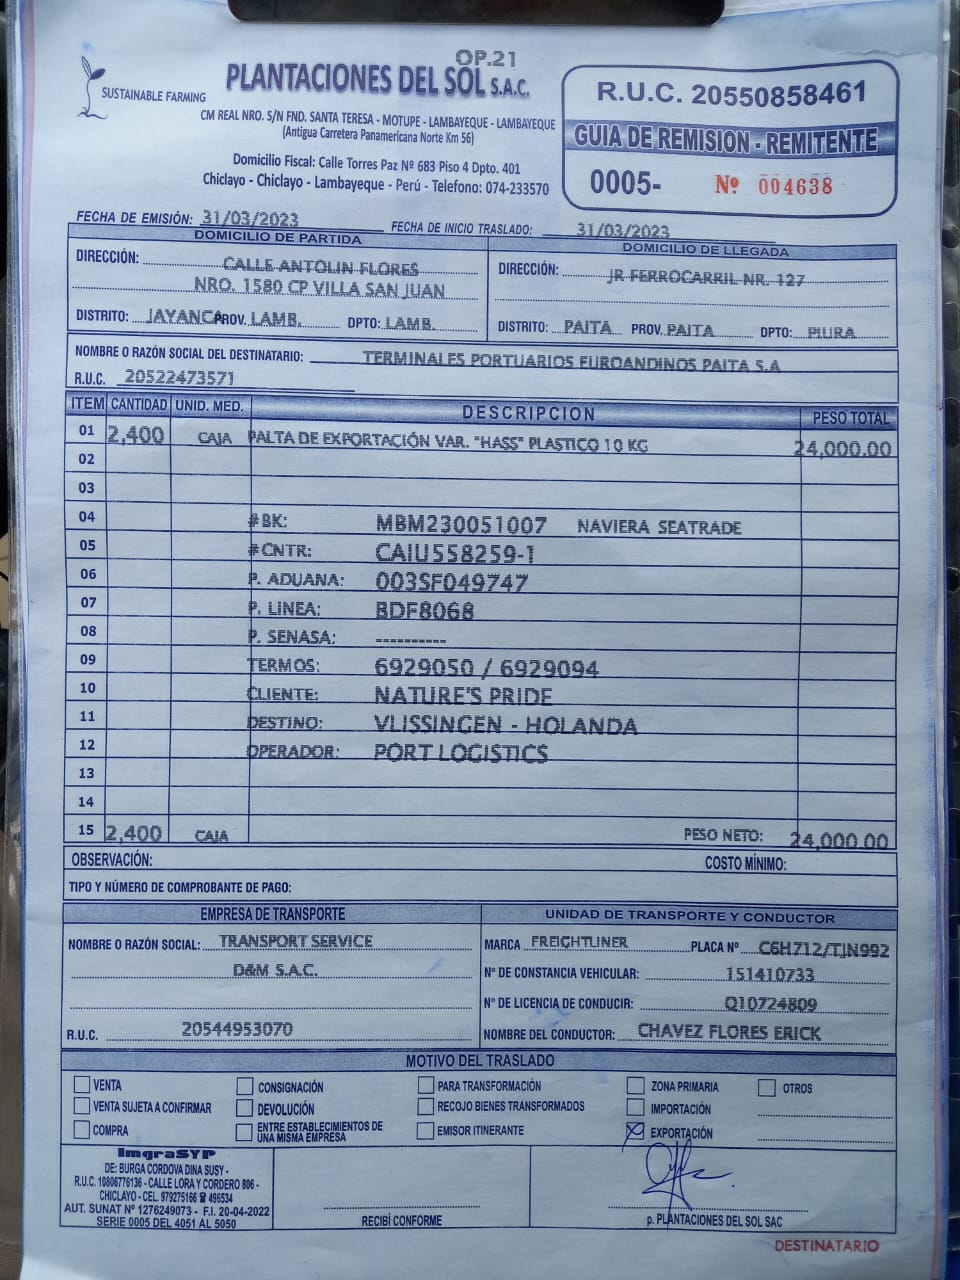 OP.21
SUSTAINABLE FARMING
PLANTACIONES DEL SOL S.A.C.
CM REAL NRO. S/N FND. SANTA TERESA - MOTUPE - LAMBAYEQUE - LAMBAYEQUE
(Antigua Carretera Panamericana Norte Km 56)
Domicilio Fiscal: Calle Torres Paz Nº 683 Piso 4 Dpto. 401
Chiclayo - Chiclayo - Lambayeque - Perú - Telefono: 074-233570
R.U.C. 20550858461
GUIA DE REMISION - REMITENTE
0005- Nº 004638
FECHA DE EMISIÓN: 31/03/2023 FECHA DE INICIO TRASLADO: 31/03/2023
DOMICILIO DE PARTIDA
DIRECCIÓN: CALLE ANTOLIN FLORES
NRO. 1580 CP VILLA SAN JUAN
DISTRITO: JAYANCA PROV. LAMB. DPTO: LAMB.
DOMICILIO DE LLEGADA
DIRECCIÓN: JR FERROCARRIL NR. 127
DISTRITO: PAITA PROV. PAITA DPTO: PIURA
NOMBRE O RAZÓN SOCIAL DEL DESTINATARIO: TERMINALES PORTUARIOS EUROANDINOS PAITA S.A
R.U.C. 20522473571
ITEM CANTIDAD UNID. MED. DESCRIPCION PESO TOTAL
01 2,400 CAJA PALTA DE EXPORTACIÓN VAR. "HASS" PLASTICO 10 KG 24,000.00
02
03
04 #BK: MBM230051007 NAVIERA SEATRADE
05 #CNTR: CAIU558259-1
06 P. ADUANA: 003SF049747
07 P. LINEA: BDF8068
08 P. SENASA: ----------
09 TERMOS: 6929050 / 6929094
10 CLIENTE: NATURE'S PRIDE
11 DESTINO: VLISSINGEN - HOLANDA
12 OPERADOR: PORT LOGISTICS
13
14
15 2,400 CAJA PESO NETO: 24,000.00
OBSERVACIÓN: COSTO MÍNIMO:
TIPO Y NÚMERO DE COMPROBANTE DE PAGO:
EMPRESA DE TRANSPORTE
NOMBRE O RAZÓN SOCIAL: TRANSPORT SERVICE
D&M S.A.C.
R.U.C. 20544953070
UNIDAD DE TRANSPORTE Y CONDUCTOR
MARCA FREIGHTLINER PLACA Nº C6H712/TJN992
Nº DE CONSTANCIA VEHICULAR: 151410733
Nº DE LICENCIA DE CONDUCIR: Q10724809
NOMBRE DEL CONDUCTOR: CHAVEZ FLORES ERICK
MOTIVO DEL TRASLADO
VENTA CONSIGNACIÓN PARA TRANSFORMACIÓN ZONA PRIMARIA OTROS
VENTA SUJETA A CONFIRMAR DEVOLUCIÓN RECOJO BIENES TRANSFORMADOS IMPORTACIÓN
COMPRA ENTRE ESTABLECIMIENTOS DE UNA MISMA EMPRESA EMISOR ITINERANTE EXPORTACIÓN
ImgraSYP
DE: BURGA CORDOVA DINA SUSY -
R.U.C. 10806776136 - CALLE LORA Y CORDERO 806 -
CHICLAYO - CEL. 979275166 ☎ 496534
AUT. SUNAT Nº 1276249073 - F.I. 20-04-2022
SERIE 0005 DEL 4051 AL 5050
RECIBÍ CONFORME
p. PLANTACIONES DEL SOL SAC
DESTINATARIO